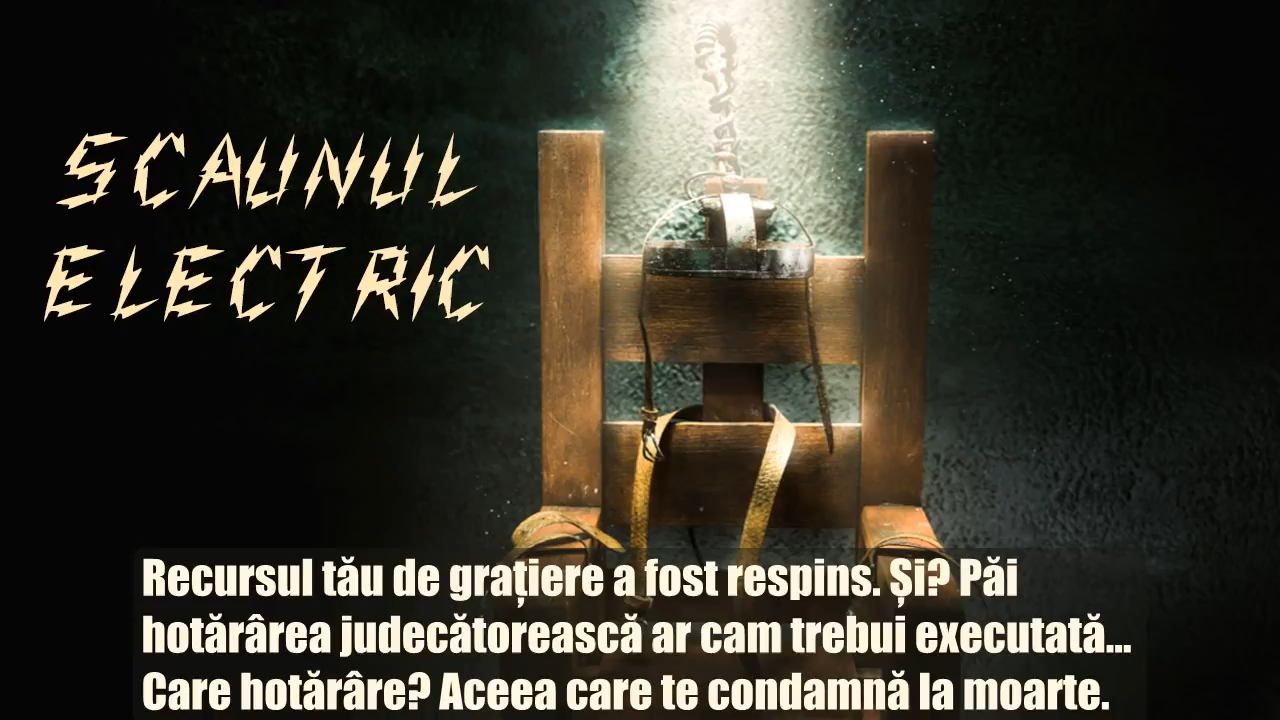 SCAUNUL
ELECTRIC
Recursul tău de grațiere a fost respins. Și? Păi
hotărârea judecătorească ar cam trebui executată...
Care hotărâre? Aceea care te condamnă la moarte.